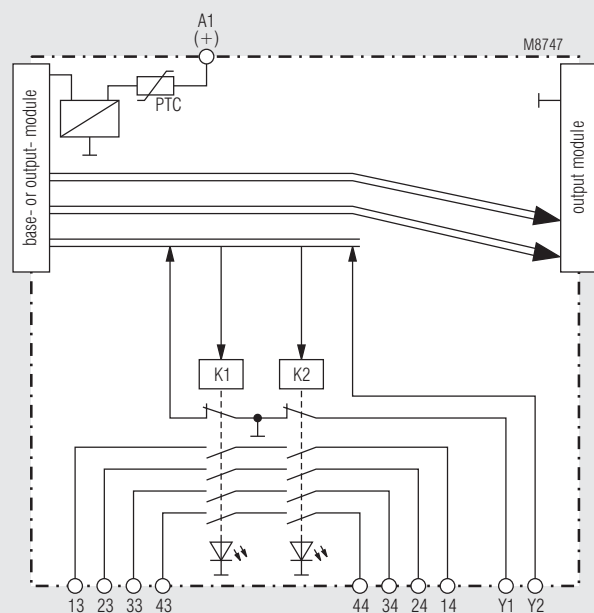 A1
(+)
M8747
PTC
base- or output- module
output module
K1 K2
13 23 33 43 44 34 24 14 Y1 Y2